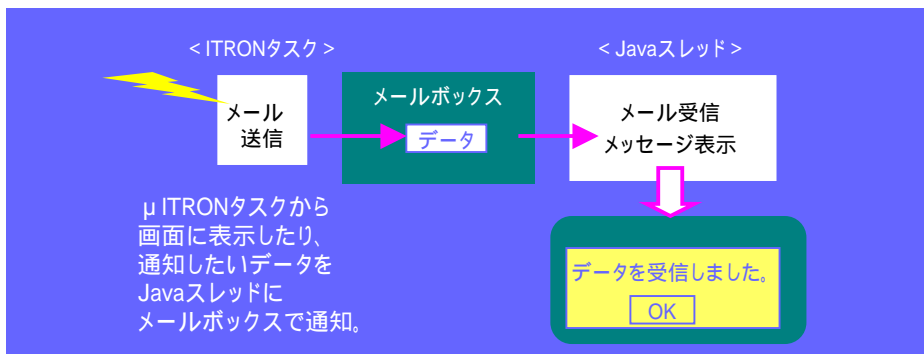 < ITRONタスク >
< Javaスレッド >
メール
送信
メールボックス
データ
メール受信
メッセージ表示
μITRONタスクから
画面に表示したり、
通知したいデータを
Javaスレッドに
メールボックスで通知。
データを受信しました。
OK